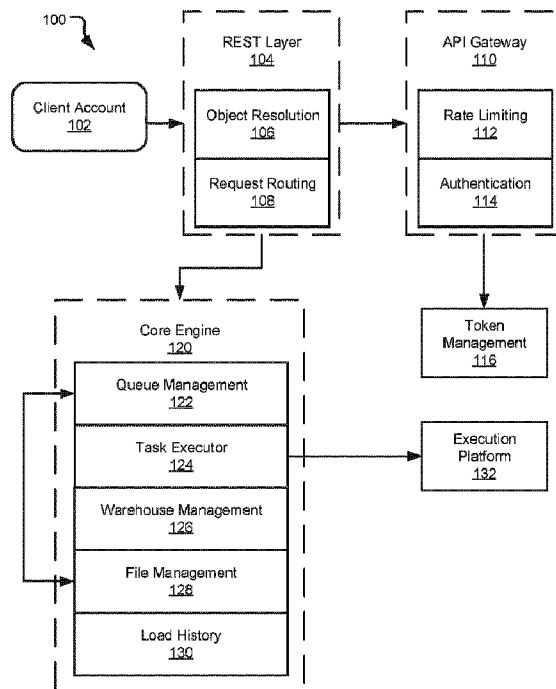 100
REST Layer
104
API Gateway
110
Client Account
102
Object Resolution
106
Rate Limiting
112
Request Routing
108
Authentication
114
Core Engine
120
Token
Management
116
Queue Management
122
Task Executor
124
Execution
Platform
132
Warehouse Management
126
File Management
128
Load History
130